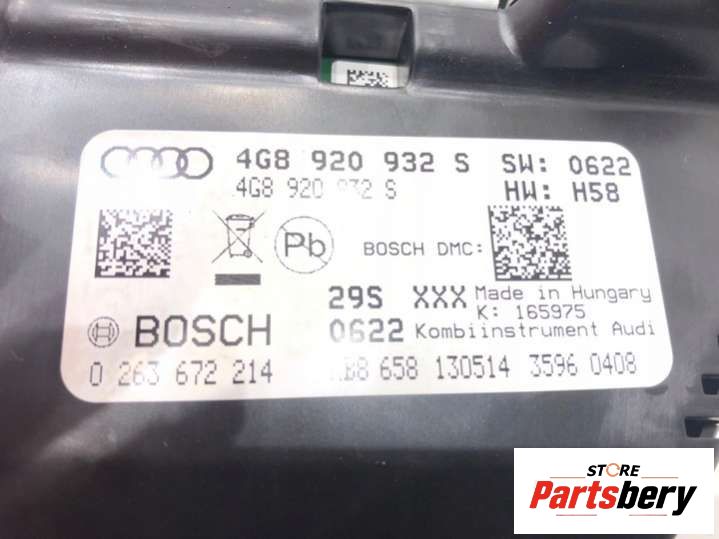 4G8 920 932 S SW: 0622
4G8 920 932 S HW: H58
Pb BOSCH DMC:
29S XXX Made in Hungary
K: 165975
BOSCH 0622 Kombiinstrument Audi
0 263 672 214 658 130514 3596 0408
STORE
Partsbery